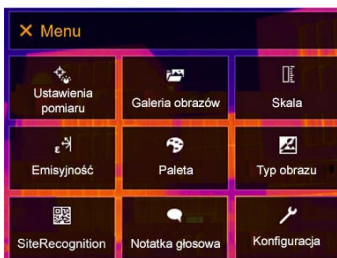 Menu
Ustawienia
pomiaru
Galeria obrazów
Skala
Emisyjność
Paleta
Typ obrazu
SiteRecognition
Notatka głosowa
Konfiguracja